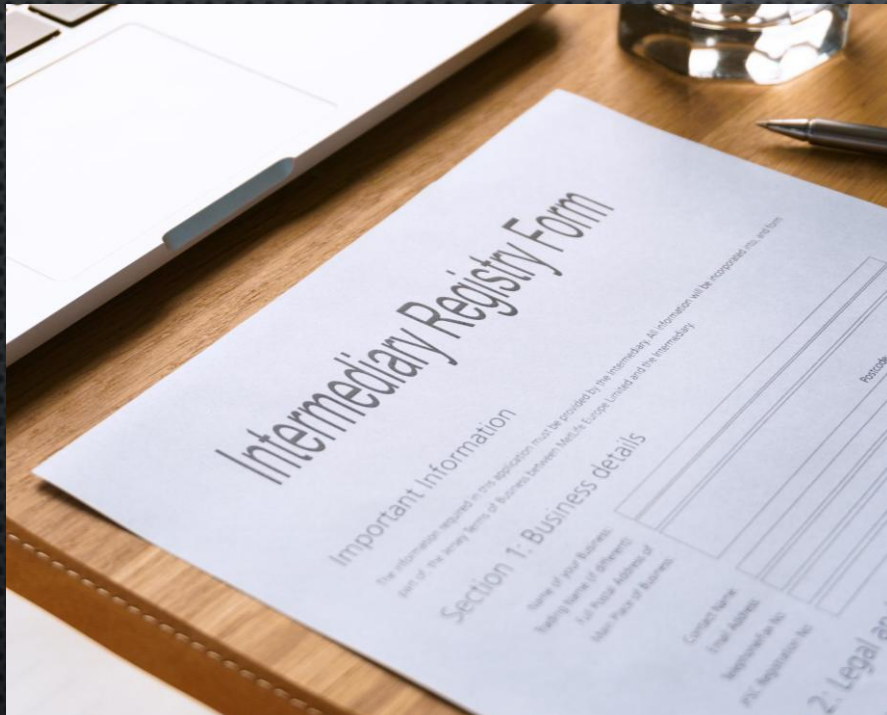 Intermediary Registry Form
Important Information
The information required in this application must be provided by the Intermediary. All information will be incorporated into, and form
part of, the Jersey Terms of Business between MetLife Europe Limited and the Intermediary.
Section 1: Business details
Name of your Business:
Trading Name (if different):
Full Postal Address of
Main Place of Business
Postcode
Contact Name
Email Address
Telephone/Fax No
JFSC Registration No
2: Legal an